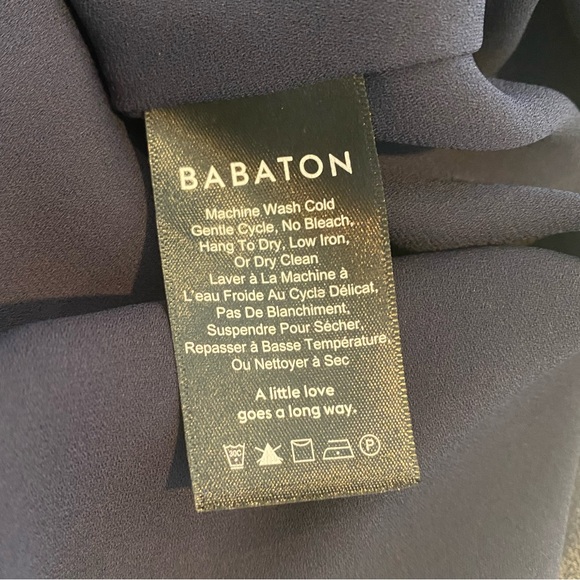 BABATON
Machine Wash Cold
Gentle Cycle, No Bleach,
Hang To Dry, Low Iron,
Or Dry Clean
Laver à La Machine à
L'eau Froide Au Cycle Délicat,
Pas De Blanchiment,
Suspendre Pour Sécher,
Repasser à Basse Température,
Ou Nettoyer à Sec
A little love
goes a long way.
P